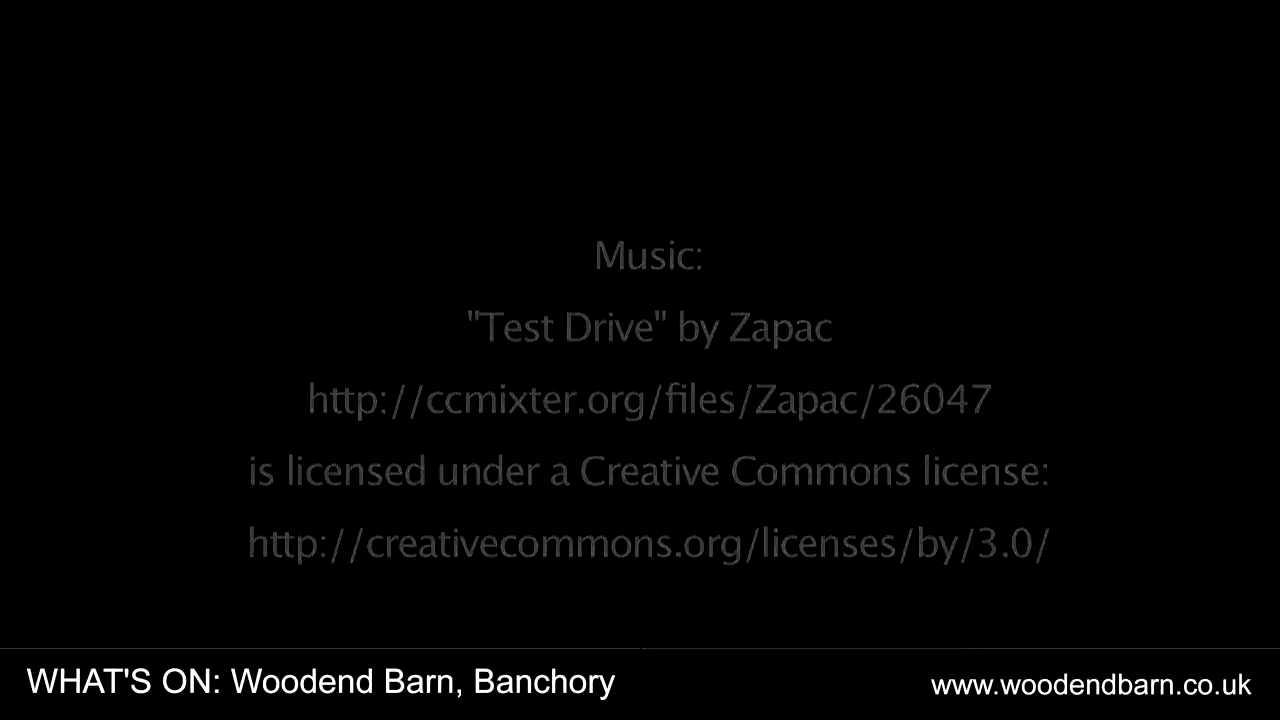 Music:
"Test Drive" by Zapac
http://ccmixter.org/files/Zapac/26047
is licensed under a Creative Commons license:
http://creativecommons.org/licenses/by/3.0/
WHAT'S ON: Woodend Barn, Banchory
www.woodendbarn.co.uk